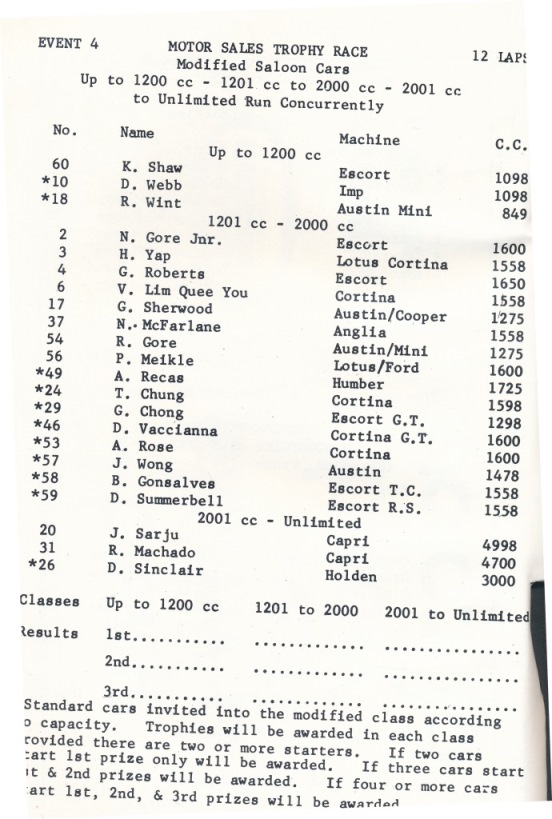 EVENT 4 MOTOR SALES TROPHY RACE 12 LAPS
Modified Saloon Cars
Up to 1200 cc - 1201 cc to 2000 cc - 2001 cc
to Unlimited Run Concurrently
No. Name Machine C.C.
Up to 1200 cc
60 K. Shaw Escort 1098
*10 D. Webb Imp 1098
*18 R. Wint Austin Mini 849
1201 cc - 2000 cc
2 N. Gore Jnr. Escort 1600
3 H. Yap Lotus Cortina 1558
4 G. Roberts Escort 1650
6 V. Lim Quee You Cortina 1558
17 G. Sherwood Austin/Cooper 1275
37 N. McFarlane Anglia 1558
54 R. Gore Austin/Mini 1275
56 P. Meikle Lotus/Ford 1600
*49 A. Recas Humber 1725
*24 T. Chung Cortina 1598
*29 G. Chong Escort G.T. 1298
*46 D. Vaccianna Cortina G.T. 1600
*53 A. Rose Cortina 1600
*57 J. Wong Austin 1478
*58 B. Gonsalves Escort T.C. 1558
*59 D. Summerbell Escort R.S. 1558
2001 cc - Unlimited
20 J. Sarju Capri 4998
31 R. Machado Capri 4700
*26 D. Sinclair Holden 3000
Classes Up to 1200 cc 1201 to 2000 2001 to Unlimited
Results 1st........... ............. ................
2nd........... ............. ................
3rd........... ............. ................
Standard cars invited into the modified class according
o capacity. Trophies will be awarded in each class
rovided there are two or more starters. If two cars
tart 1st prize only will be awarded. If three cars start
st & 2nd prizes will be awarded. If four or more cars
tart 1st, 2nd, & 3rd prizes will be awarded